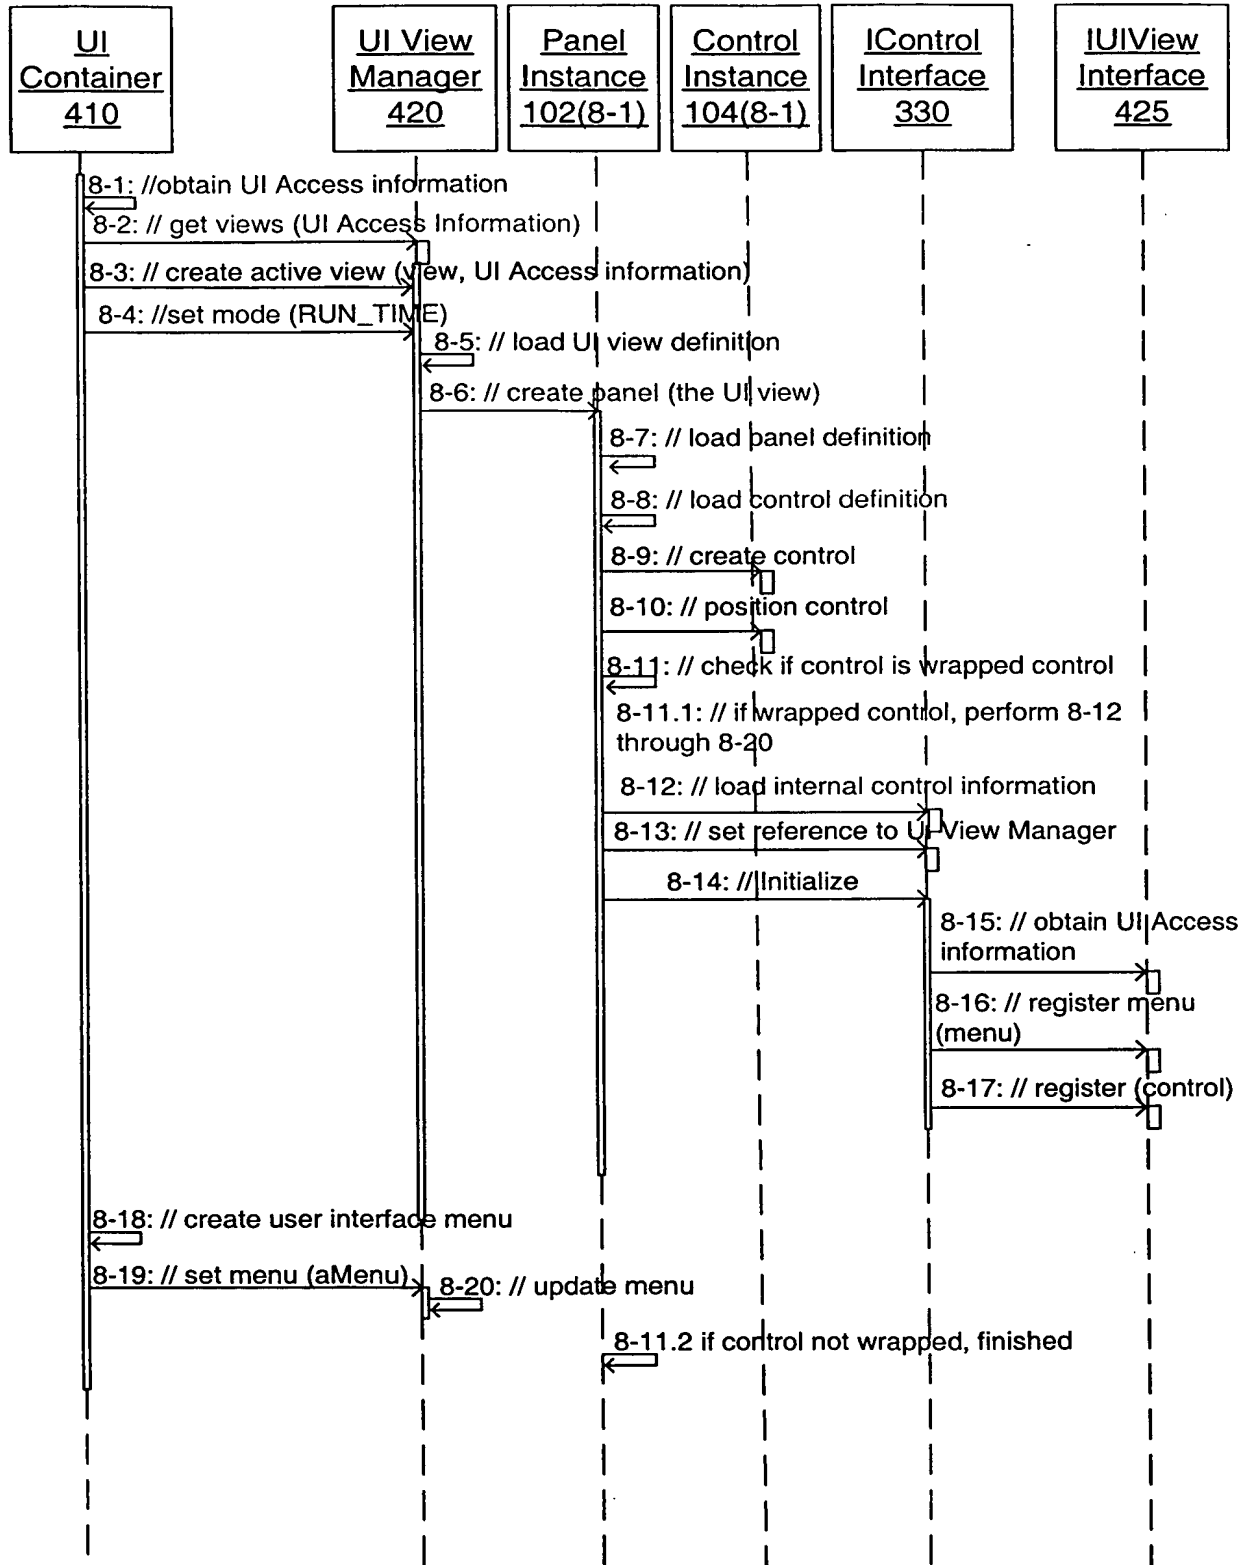 UI
Container
410
UI View
Manager
420
Panel
Instance
102(8-1)
Control
Instance
104(8-1)
IControl
Interface
330
IUIView
Interface
425
8-1: //obtain UI Access information
8-2: // get views (UI Access Information)
8-3: // create active view (view, UI Access information)
8-4: //set mode (RUN_TIME)
8-5: // load UI view definition
8-6: // create panel (the UI view)
8-7: // load panel definition
8-8: // load control definition
8-9: // create control
8-10: // position control
8-11: // check if control is wrapped control
8-11.1: // if wrapped control, perform 8-12
through 8-20
8-12: // load internal control information
8-13: // set reference to UI View Manager
8-14: // Initialize
8-15: // obtain UI Access
information
8-16: // register menu
(menu)
8-17: // register (control)
8-18: // create user interface menu
8-19: // set menu (aMenu)
8-20: // update menu
8-11.2 if control not wrapped, finished